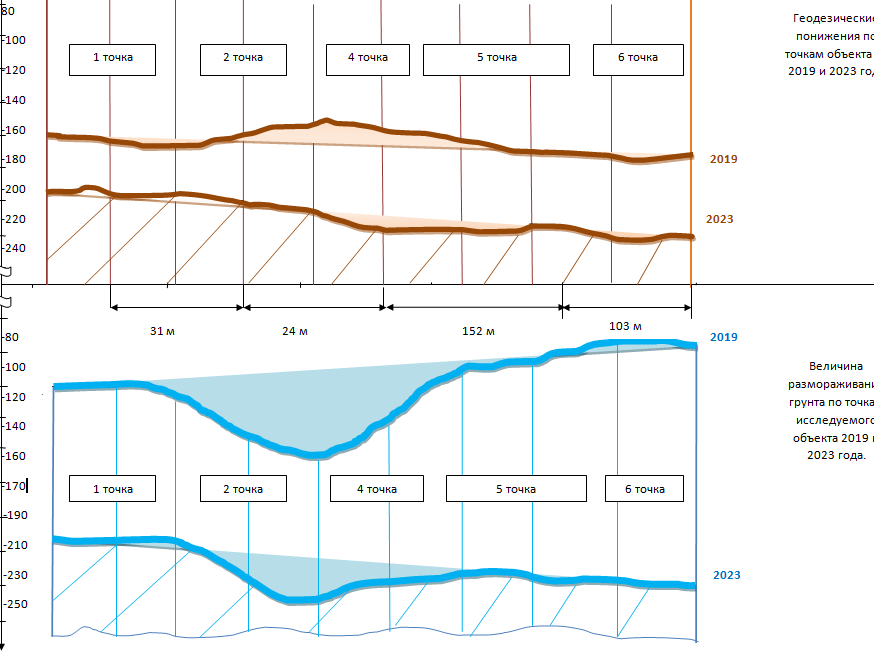 80
-100
-120
-140
-160
-180
-200
-220
-240
1 точка
2 точка
4 точка
5 точка
6 точка
Геодезические
понижения по
точкам объекта
2019 и 2023 год
2019
2023
31 м
24 м
152 м
103 м
-80
-100
-120
-140
-160
-170
-190
-210
-230
-250
2019
Величина
размораживани
грунта по точка
исследуемого
объекта 2019 и
2023 года.
1 точка
2 точка
4 точка
5 точка
6 точка
2023